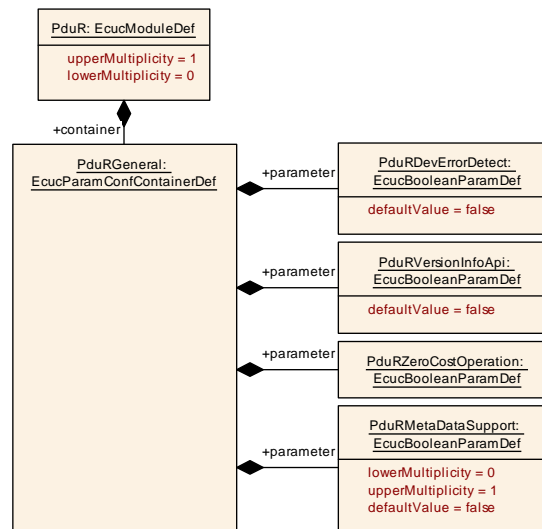 PduR: EcucModuleDef
upperMultiplicity = 1
lowerMultiplicity = 0
+container
PduRGeneral:
EcucParamConfContainerDef
+parameter
PduRDevErrorDetect:
EcucBooleanParamDef
defaultValue = false
+parameter
PduRVersionInfoApi:
EcucBooleanParamDef
defaultValue = false
+parameter
PduRZeroCostOperation:
EcucBooleanParamDef
+parameter
PduRMetaDataSupport:
EcucBooleanParamDef
lowerMultiplicity = 0
upperMultiplicity = 1
defaultValue = false